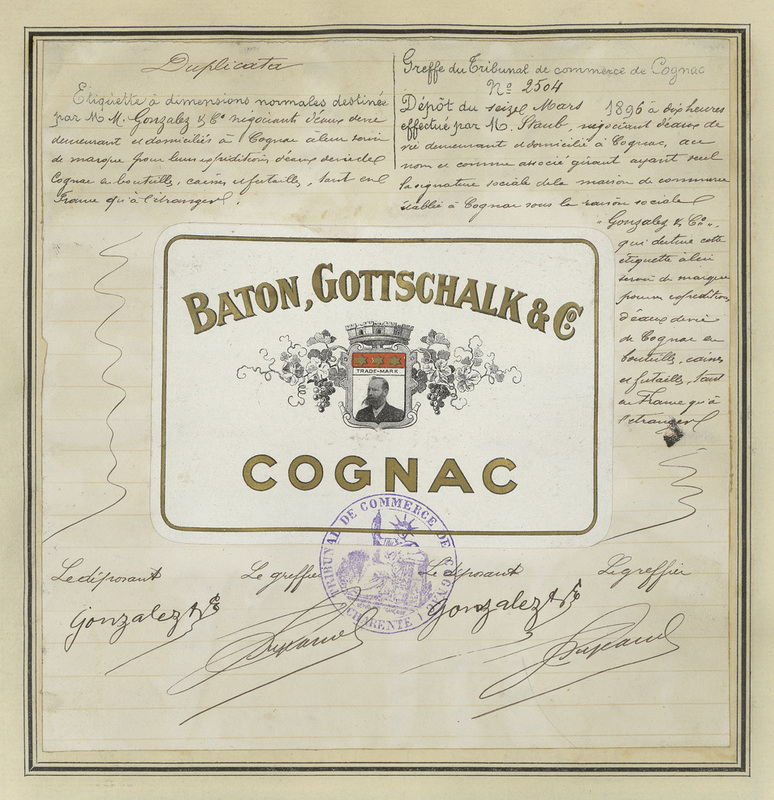 Duplicata
Etiquette à dimensions normales destinée
par M.M. Gonzalez & Cie négociants d'eaux de vie
demeurant et domiciliés à Cognac à leur servir
de marque pour leurs expéditions d'eaux de vie de
Cognac en bouteilles, caisses et futailles, tant en
France qu'à l'étranger.
Greffe du Tribunal de commerce de Cognac
No 2504
Dépôt du seize Mars 1896 à dix heures
effectué par M. Staub, négociant d'eaux de
vie demeurant et domicilié à Cognac, au
nom et comme associé gérant ayant seul
la signature sociale de la maison de commerce
établie à Cognac sous la raison sociale
"Gonzalez & Co",
qui destine cette
étiquette à leur
servir de marque
pour ses expéditions
d'eaux de vie
de Cognac en
bouteilles, caisses
et futailles, tant
en France qu'à
l'étranger
BATON, GOTTSCHALK & Co
TRADE-MARK
COGNAC
TRIBUNAL DE COMMERCE DE COGNAC
CHARENTE
Le déposant Le greffier Le déposant Le greffier
Gonzalez & Co Gonzalez & Co